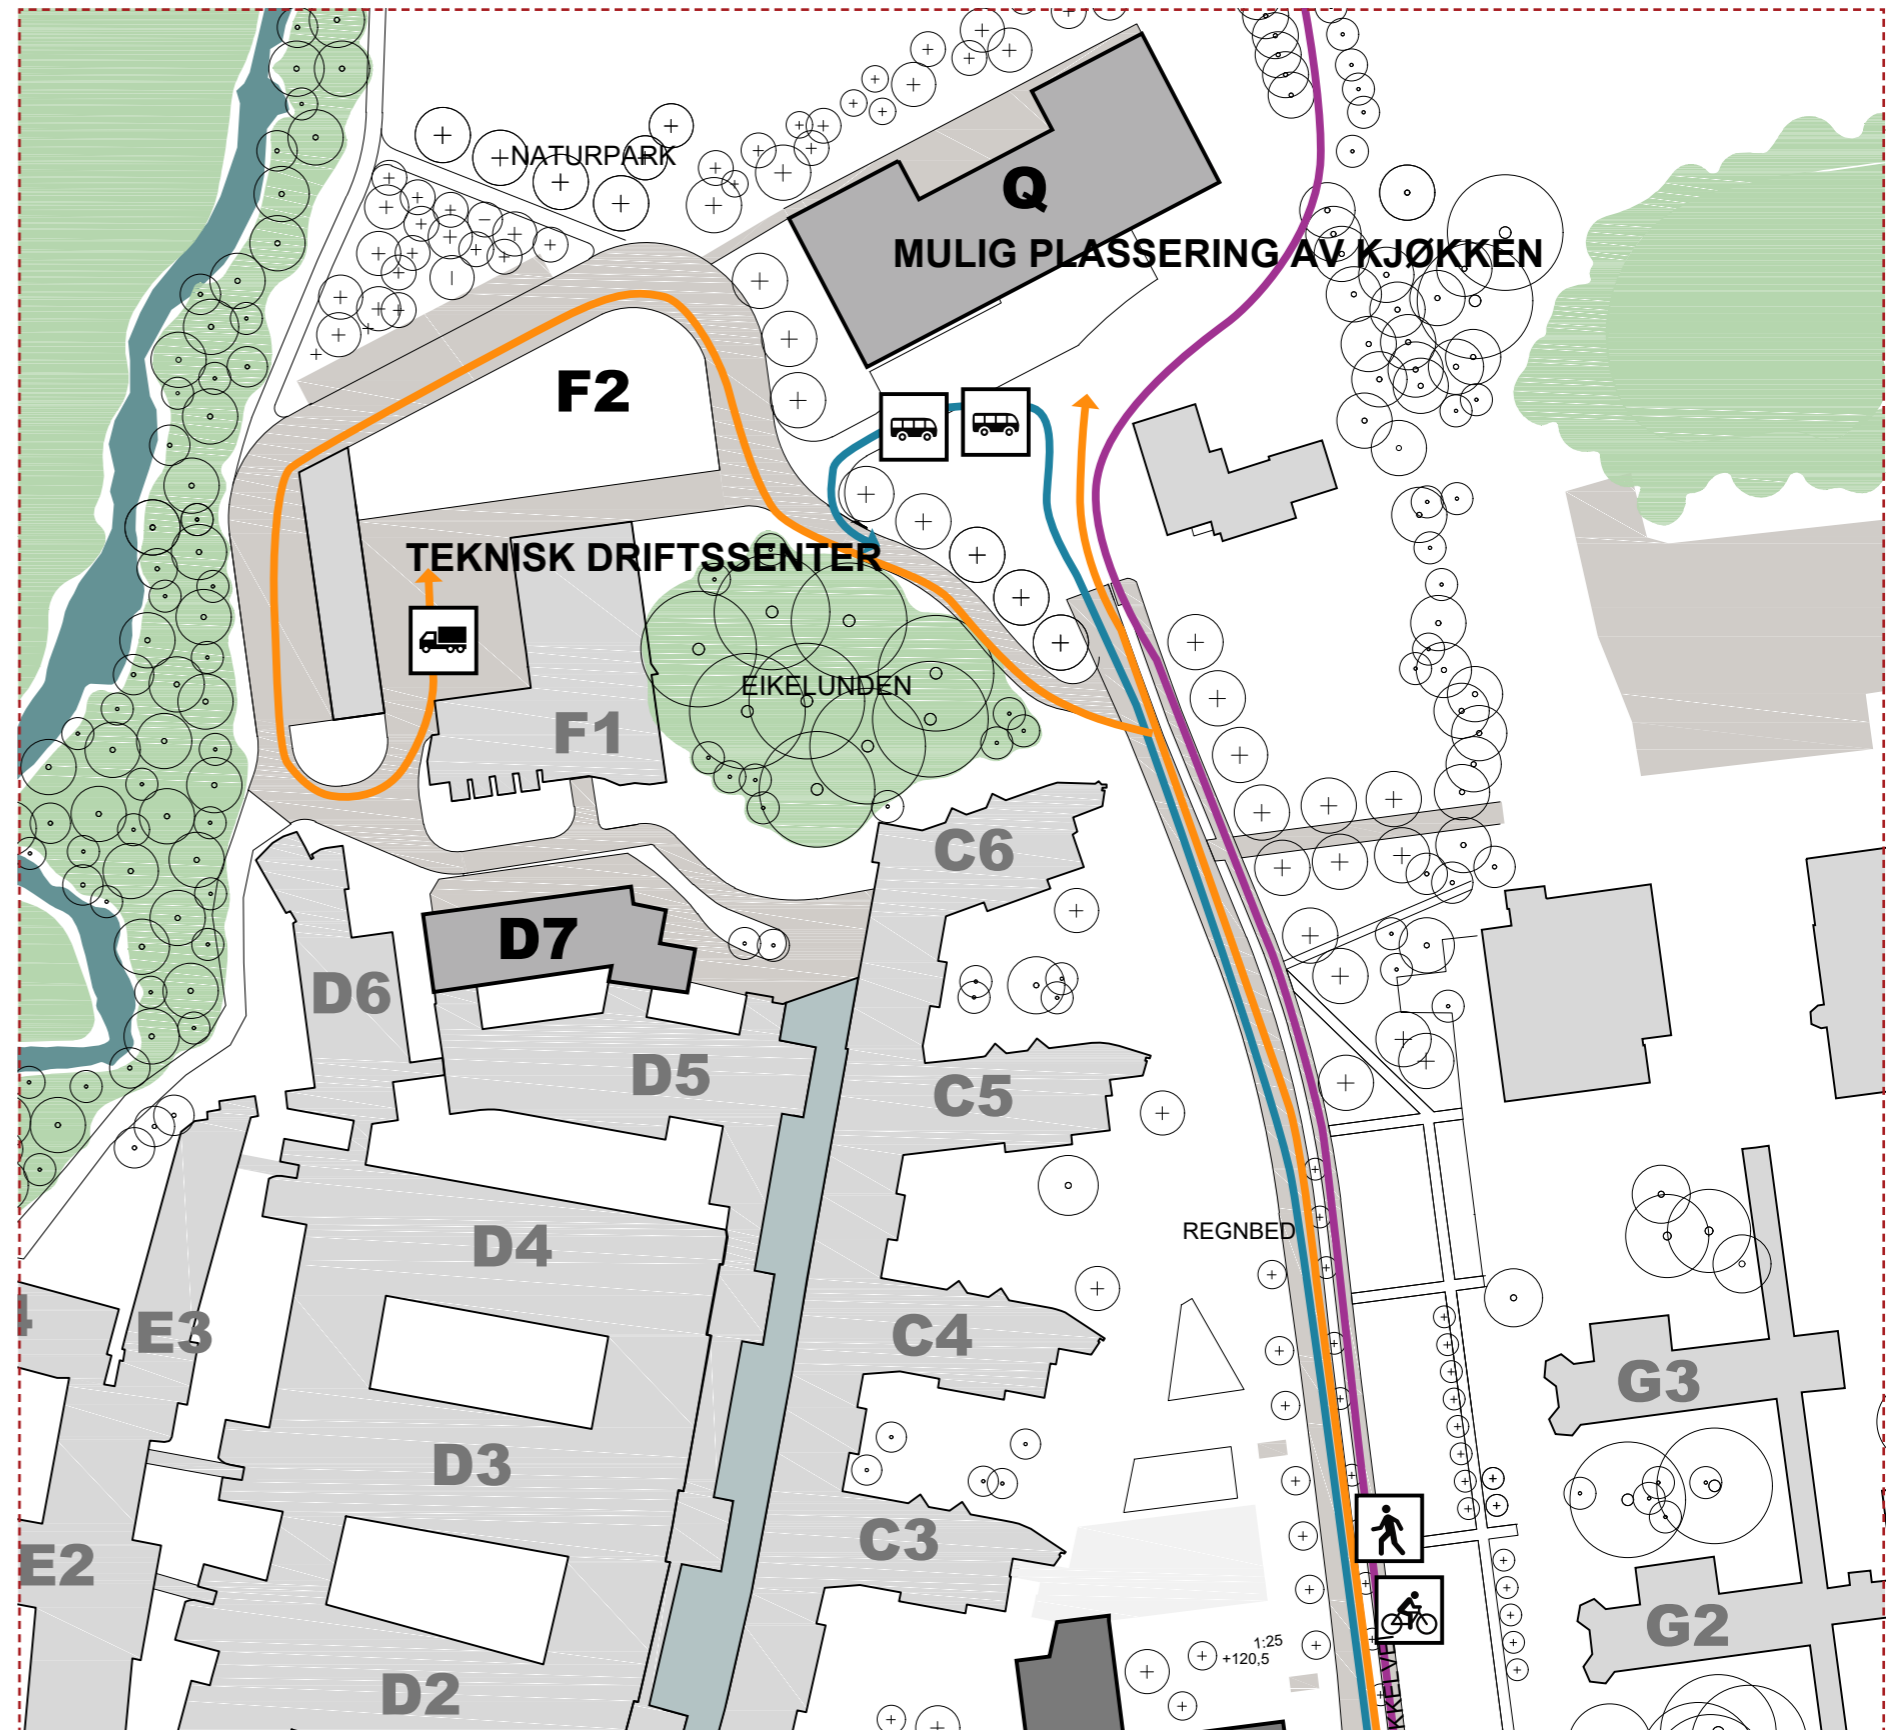 NATURPARK
Q
MULIG PLASSERING AV KJØKKEN
F2
TEKNISK DRIFTSSENTER
EIKELUNDEN
F1
C6
D7
D6
D5
C5
REGNBED
D4
E3
C4
G3
D3
C3
E2
G2
1:25
+120,5
D2